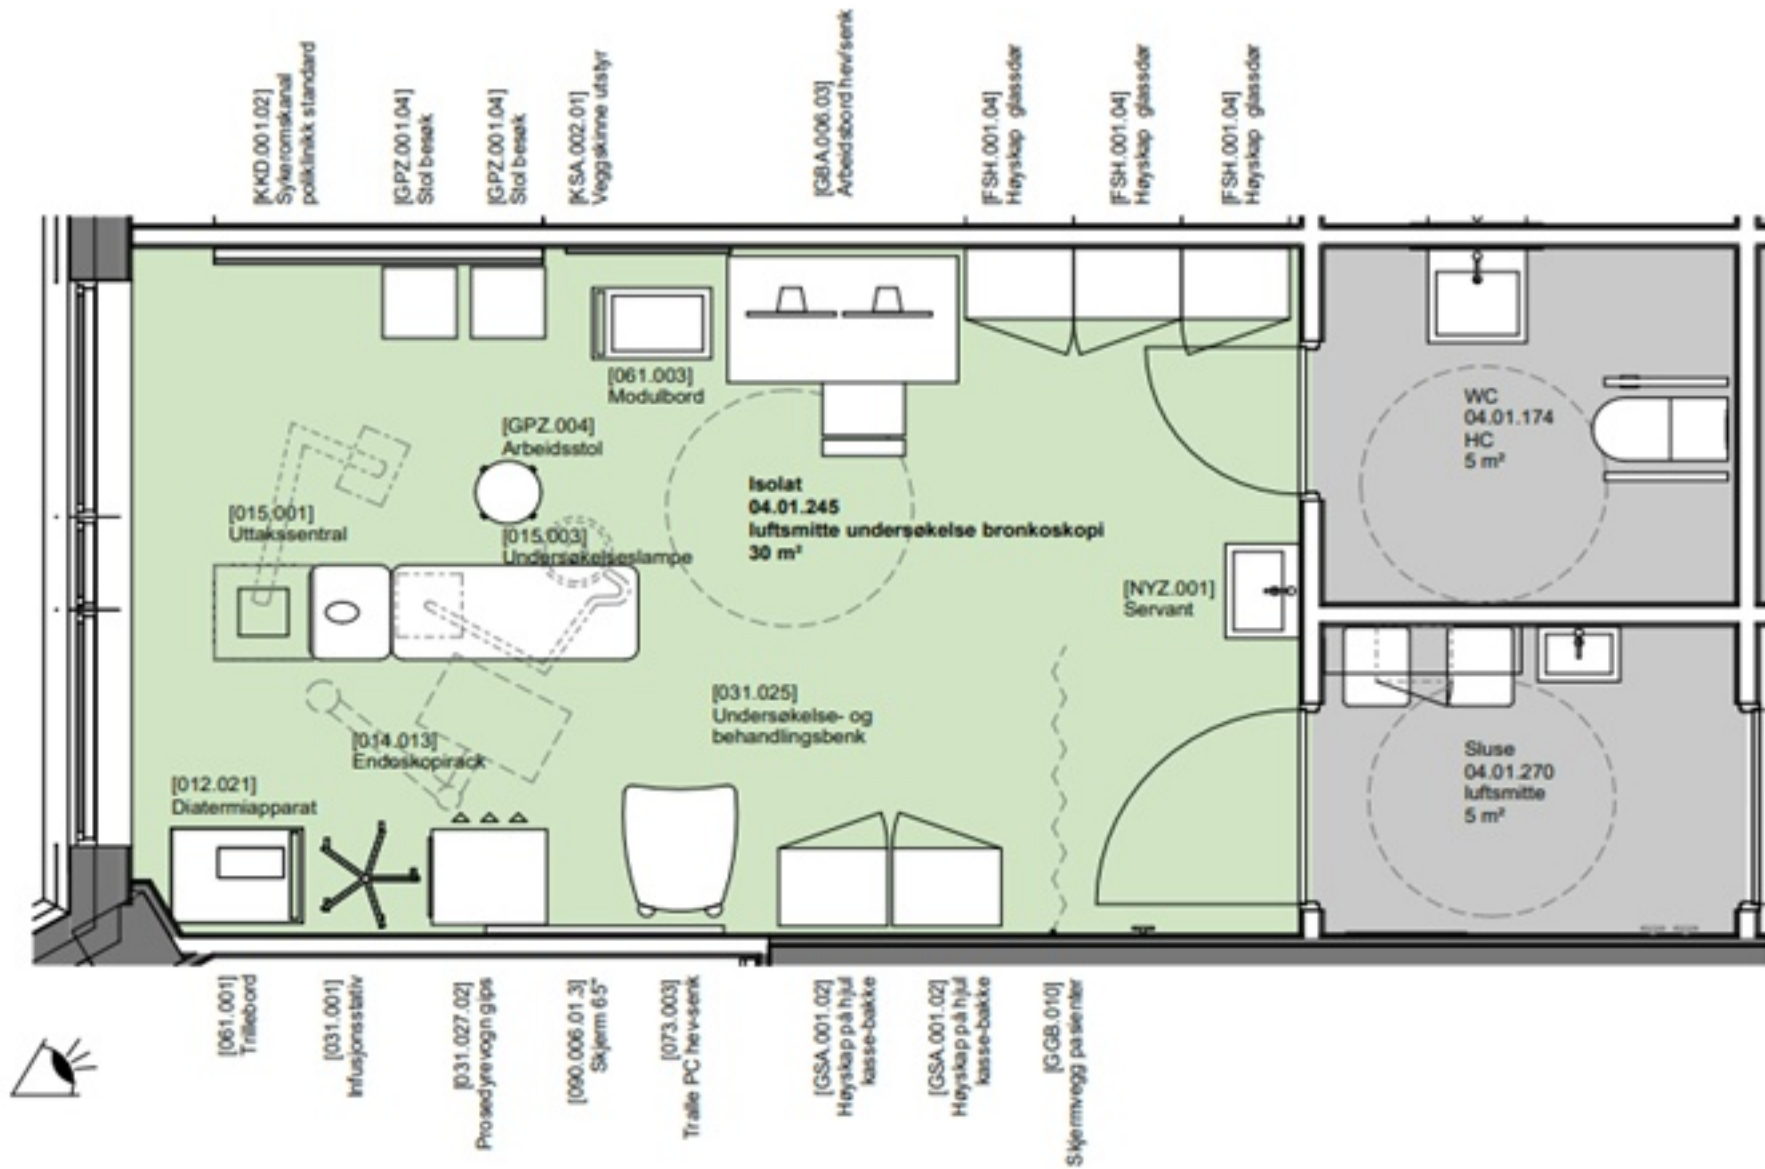 [KKD.001.02]
Sykeromskanal
poliklinikk standard
[GPZ.001.04]
Stol besøk
[GPZ.001.04]
Stol besøk
[KSA.002.01]
Veggskinne utstyr
[GBA.006.03]
Arbeidsbord hev/senk
[FSH.001.04]
Høyskap glassdør
[FSH.001.04]
Høyskap glassdør
[FSH.001.04]
Høyskap glassdør
[061.003]
Modulbord
[GPZ.004]
Arbeidsstol
[015.001]
Uttakssentral
[015.003]
Undersøkelseslampe
Isolat
04.01.245
luftsmitte undersøkelse bronkoskopi
30 m²
WC
04.01.174
HC
5 m²
[NYZ.001]
Servant
[031.025]
Undersøkelse- og
behandlingsbenk
[014.013]
Endoskopirack
[012.021]
Diatermiapparat
Sluse
04.01.270
luftsmitte
5 m²
[061.001]
Trillebord
[031.001]
Infusjonsstativ
[031.027.02]
Prosedyrevogn gips
[090.006.01.3]
Skjerm 65"
[073.003]
Tralle PC hev-senk
[GSA.001.02]
Høyskap på hjul
kasse-bakke
[GSA.001.02]
Høyskap på hjul
kasse-bakke
[GGB.010]
Skjermvegg pasienter